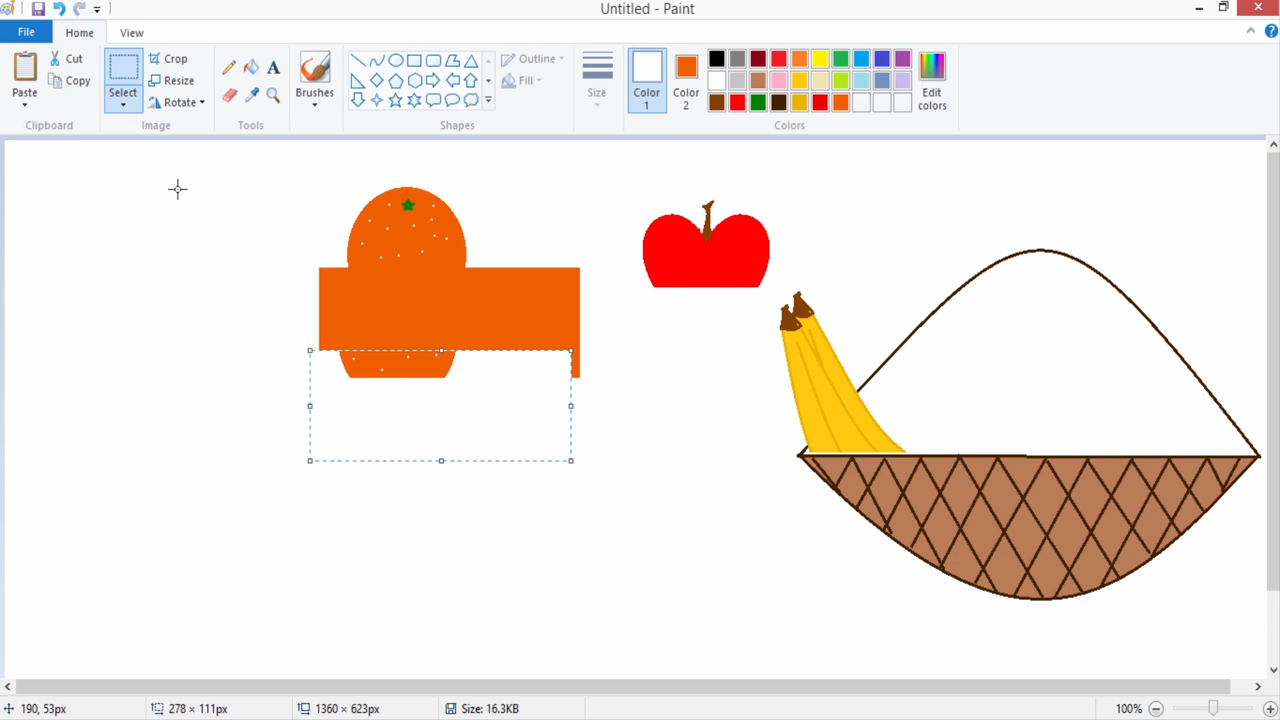 Untitled - Paint
File
Home
View
Paste
Cut
Copy
Clipboard
Select
Crop
Resize
Rotate
Image
A
Tools
Brushes
Outline
Fill
Shapes
Size
Color 1
Color 2
Edit colors
Colors
190, 53px
278 × 111px
1360 × 623px
Size: 16.3KB
100%